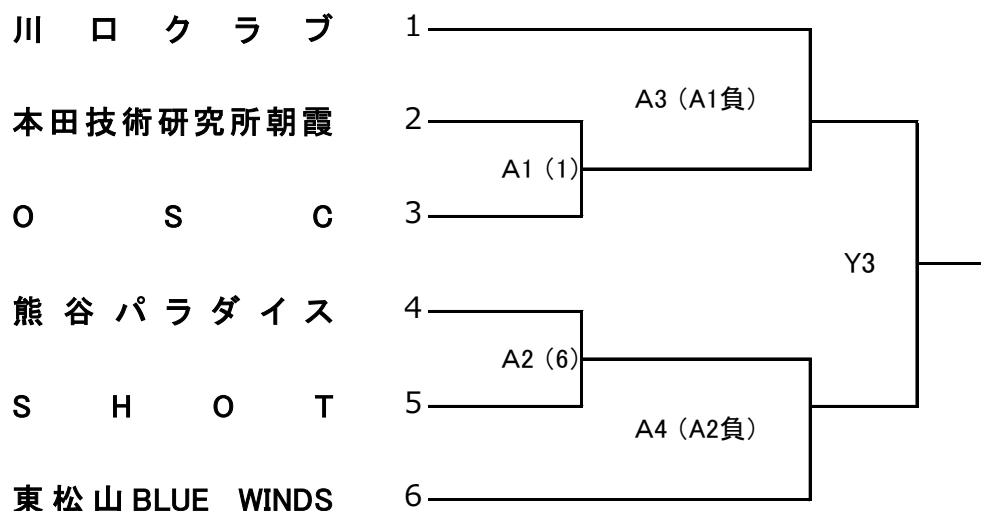 川口クラブ 1
A3（A1負）
本田技術研究所朝霞 2
A1（1）
OSC 3
Y3
熊谷パラダイス 4
A2（6）
SHOT 5
A4（A2負）
東松山BLUE WINDS 6